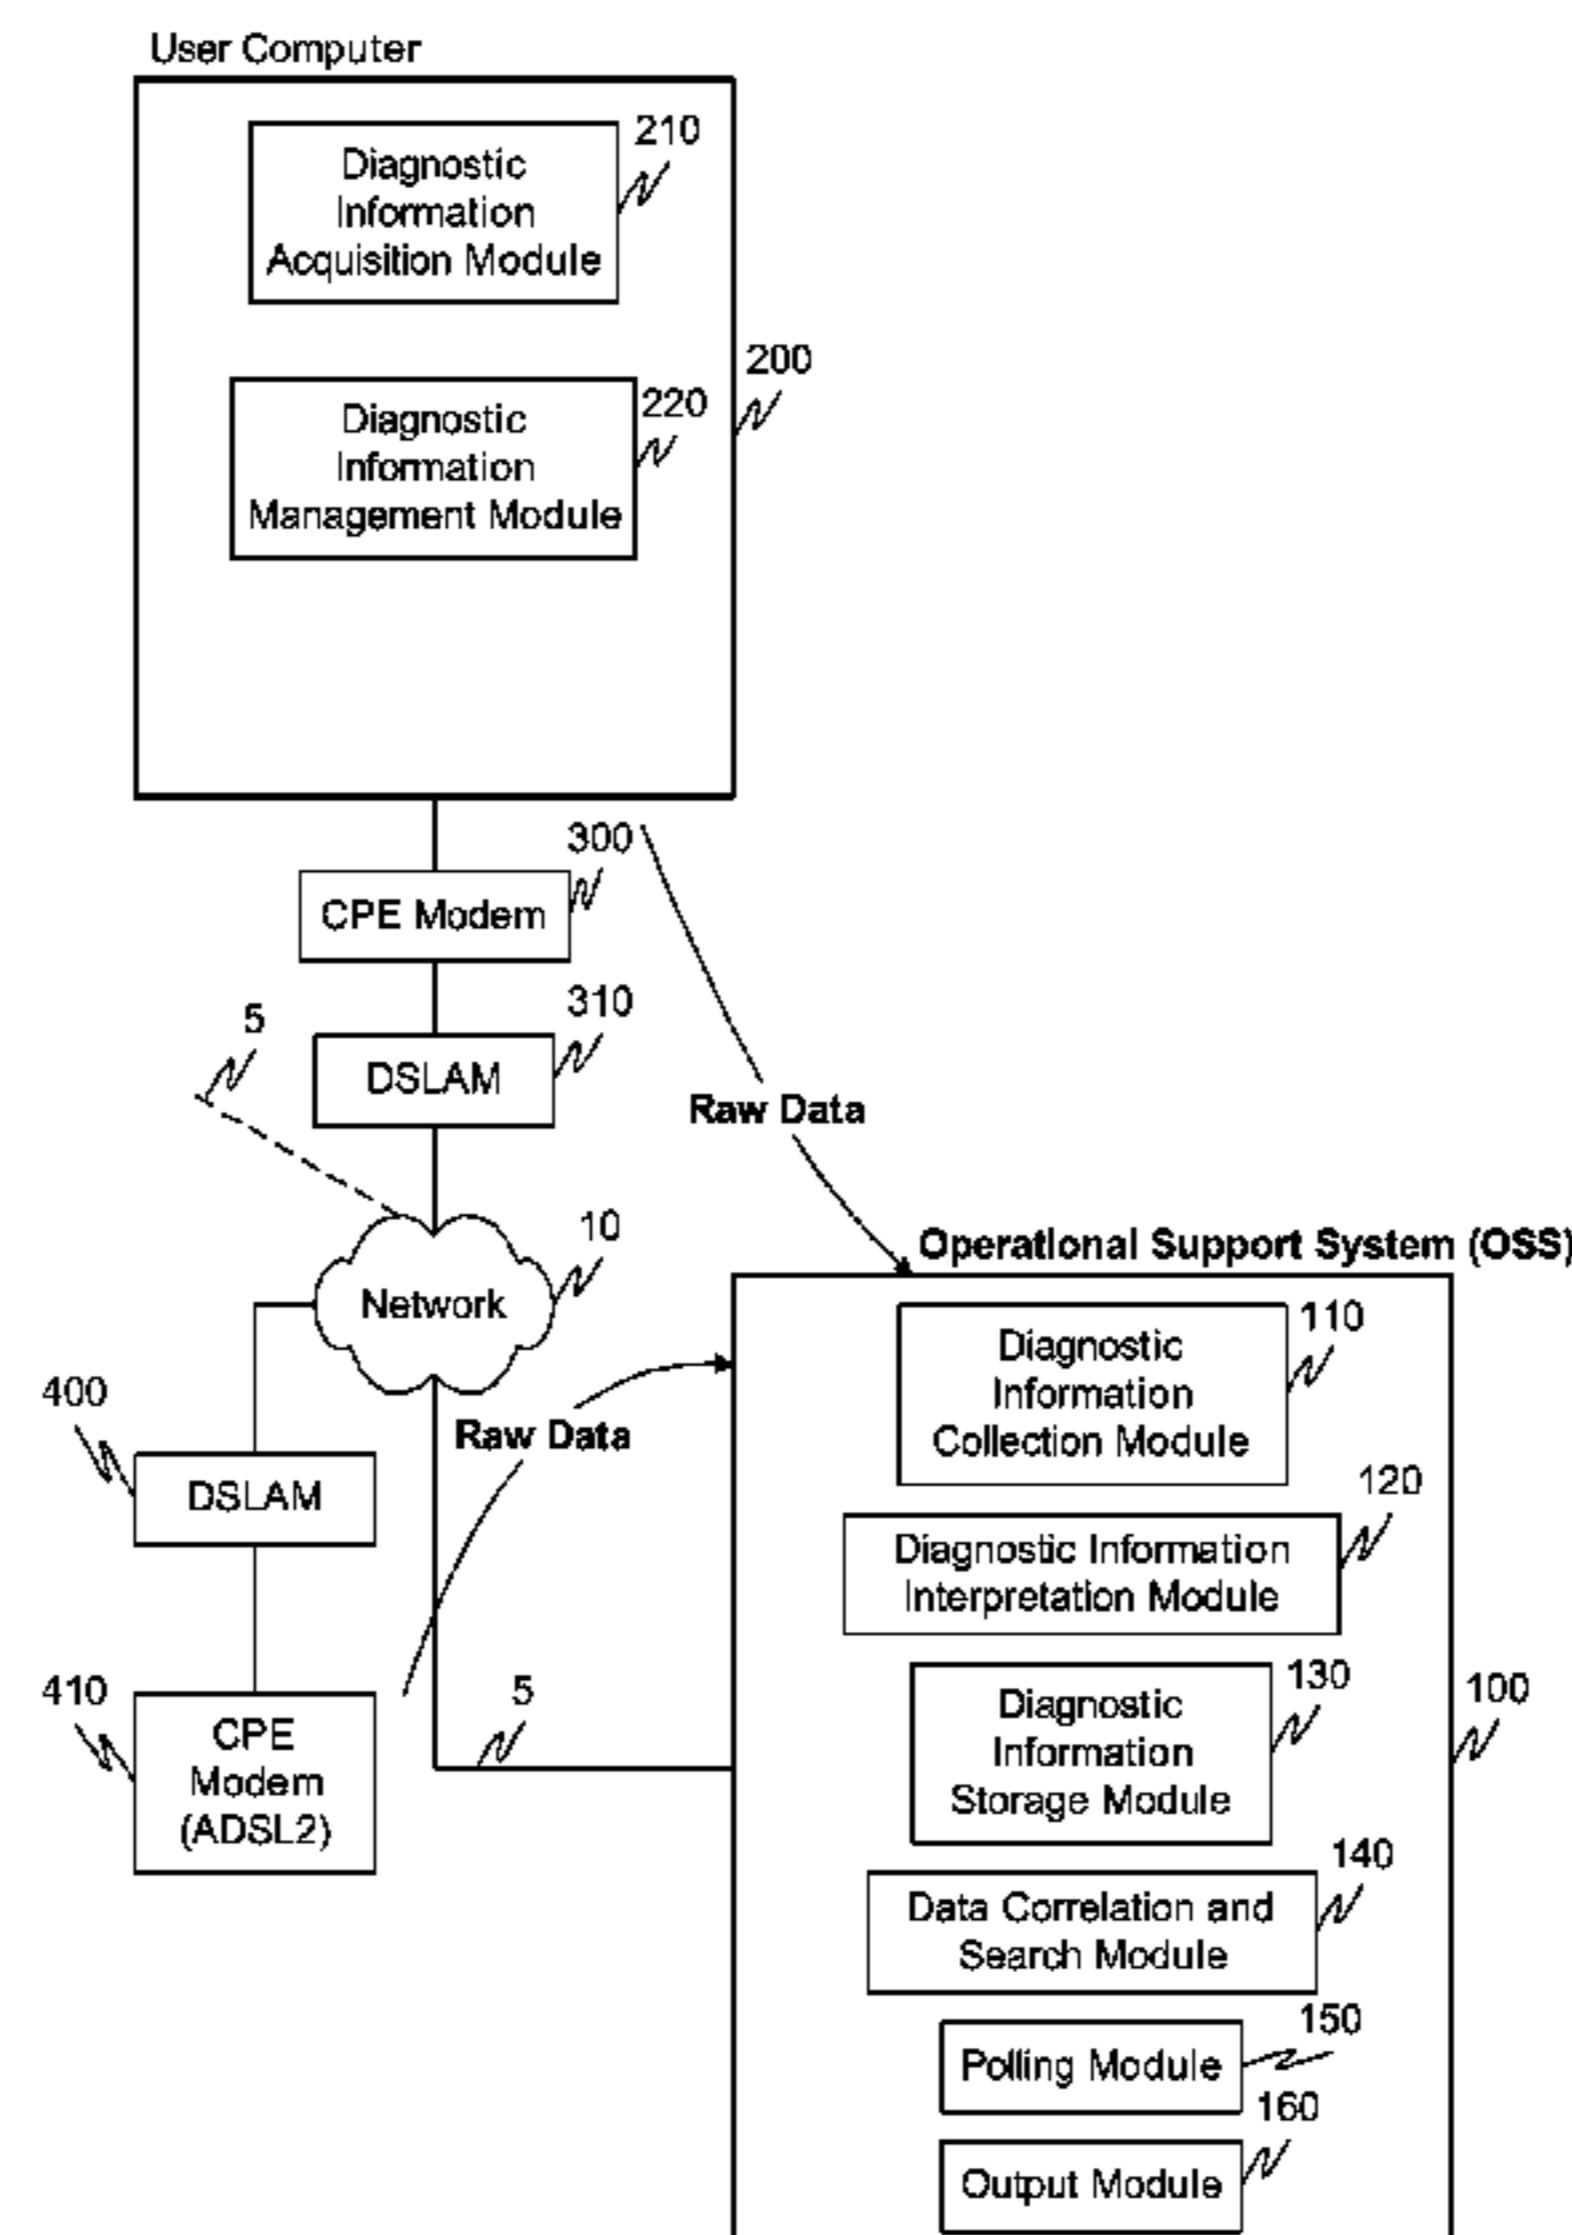 User Computer
210
Diagnostic
Information
Acquisition Module
200
220
Diagnostic
Information
Management Module
300
CPE Modem
310
5
DSLAM
Raw Data
10
Operational Support System (OSS)
Network
110
Diagnostic
Information
Collection Module
400
Raw Data
120
DSLAM
Diagnostic Information
Interpretation Module
130
410
5
100
CPE
Modem
(ADSL2)
Diagnostic
Information
Storage Module
140
Data Correlation and
Search Module
150
Polling Module
160
Output Module